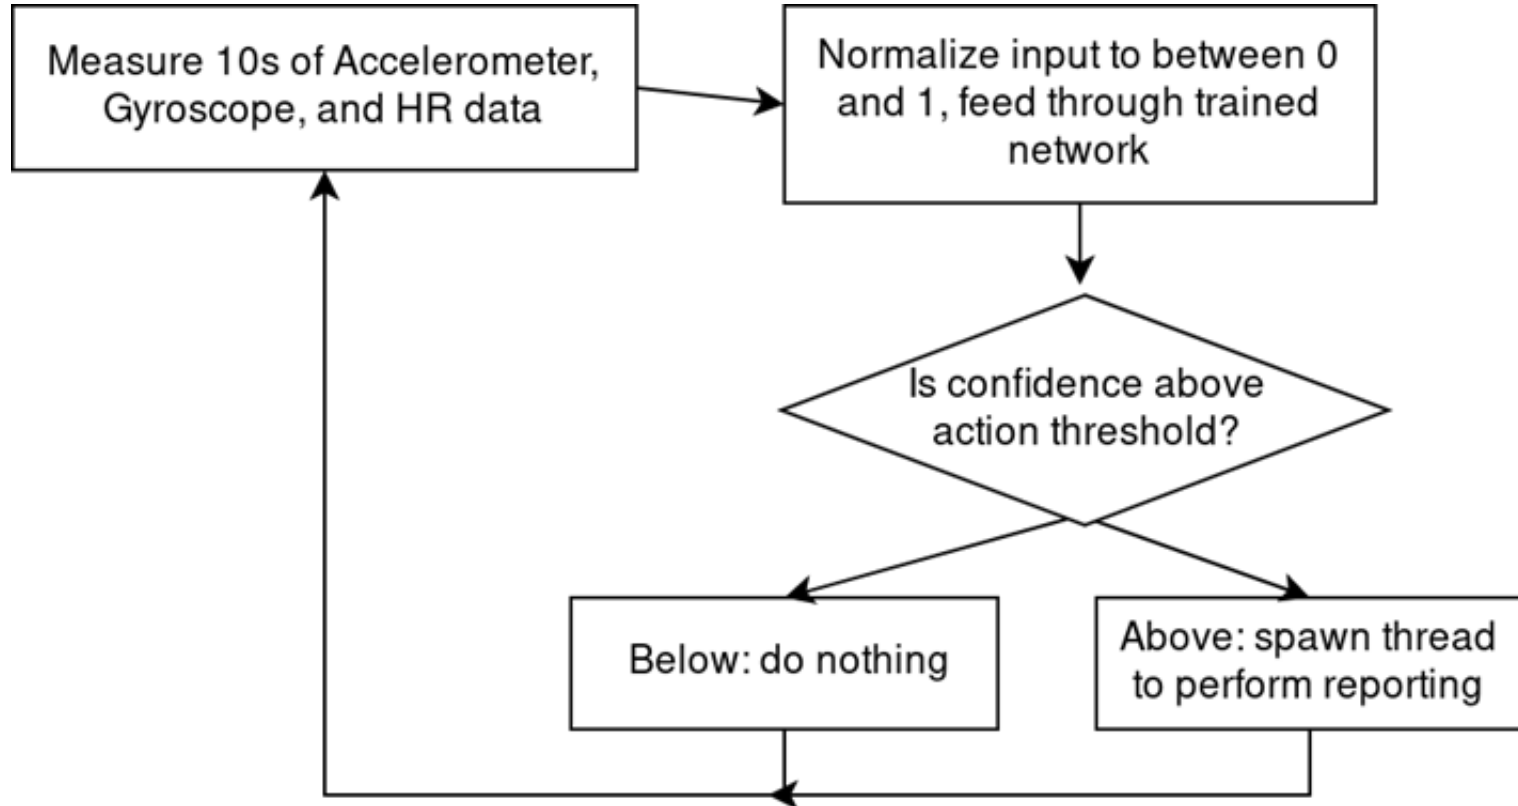 Measure 10s of Accelerometer,
Gyroscope, and HR data
Normalize input to between 0
and 1, feed through trained
network
Is confidence above
action threshold?
Below: do nothing
Above: spawn thread
to perform reporting